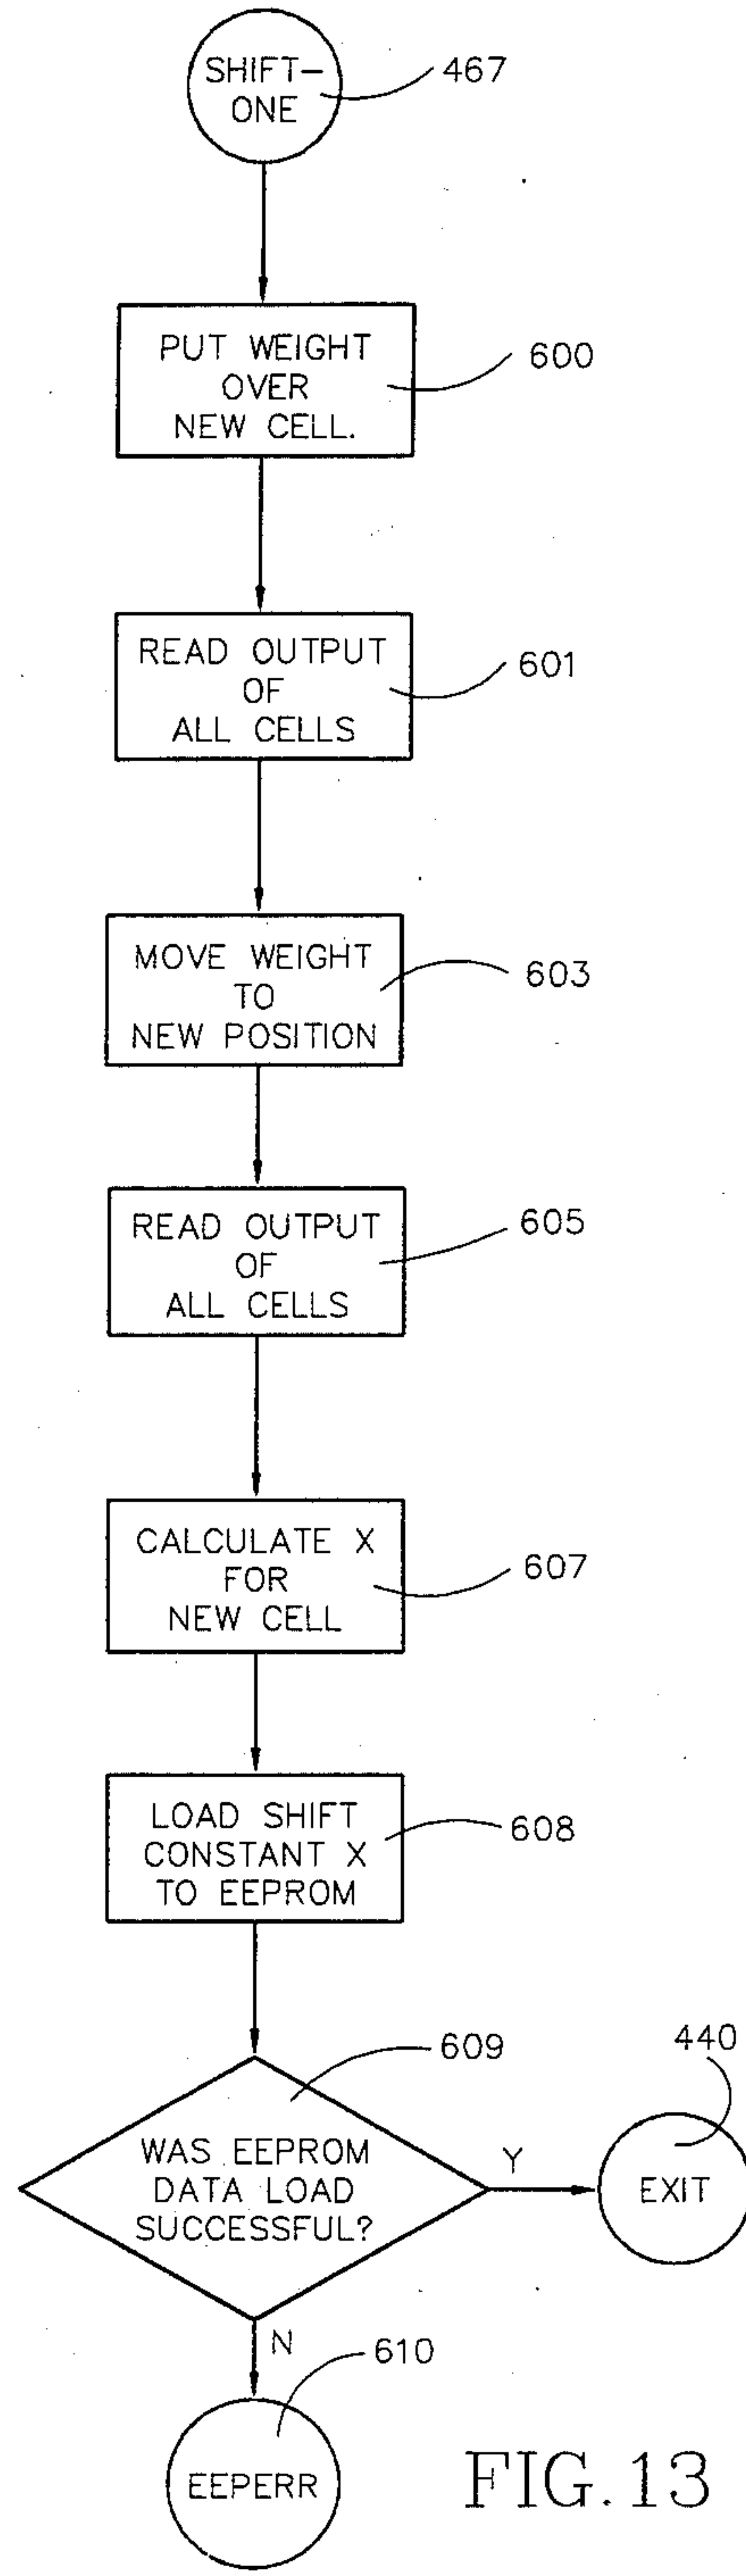 SHIFT-
ONE
467
PUT WEIGHT
OVER
NEW CELL.
600
READ OUTPUT
OF
ALL CELLS
601
MOVE WEIGHT
TO
NEW POSITION
603
READ OUTPUT
OF
ALL CELLS
605
CALCULATE X
FOR
NEW CELL
607
LOAD SHIFT
CONSTANT X
TO EEPROM
608
609
WAS EEPROM
DATA LOAD
SUCCESSFUL?
Y
440
EXIT
N
610
EEPERR
FIG.13